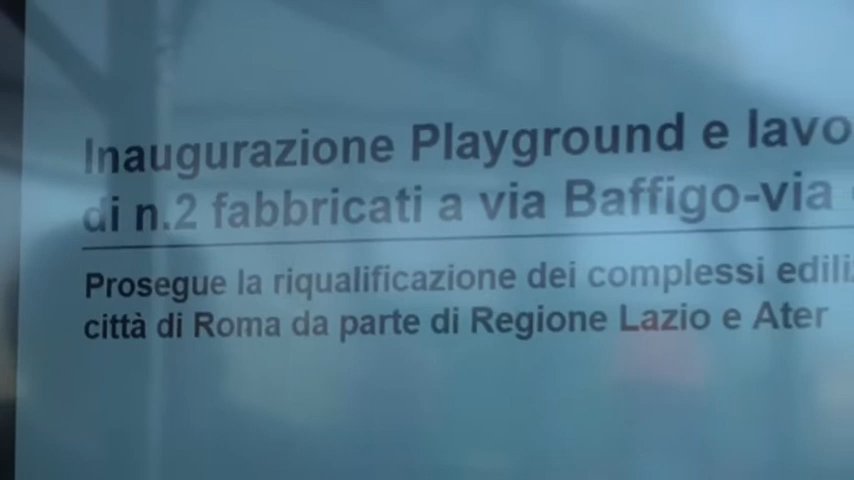 Inaugurazione Playground e lavo
di n.2 fabbricati a via Baffigo-via
Prosegue la riqualificazione dei complessi ediliz
città di Roma da parte di Regione Lazio e Ater